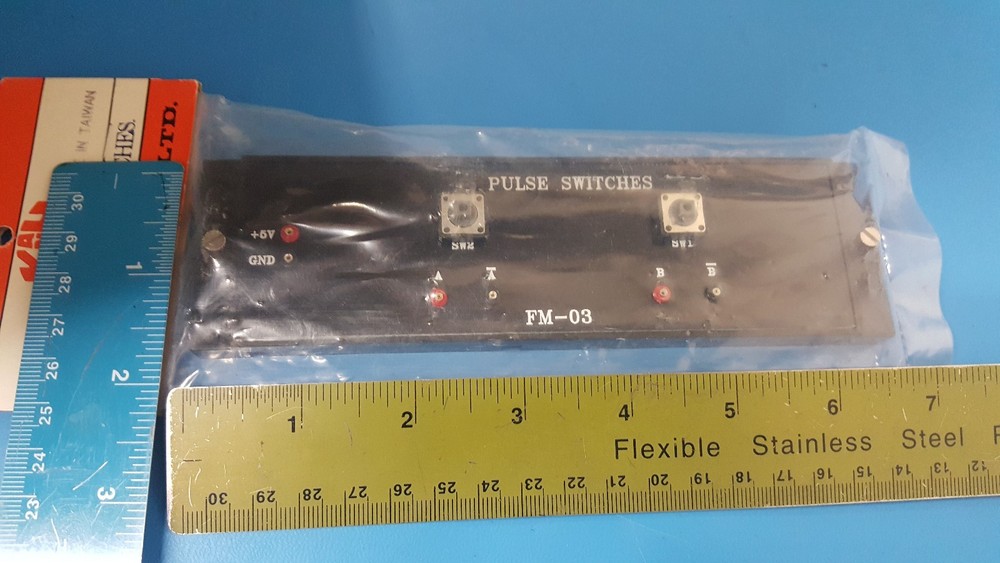 IN TAIWAN
LTD.
PULSE SWITCHES
+5V
GND
SW2
SW1
A
A̅
B
B̅
FM-03
1
2
3
30
29
28
27
26
25
24
23
1
2
3
4
5
6
7
Flexible Stainless Steel
30
29
28
27
26
25
24
23
22
21
20
19
18
17
16
15
14
13
12